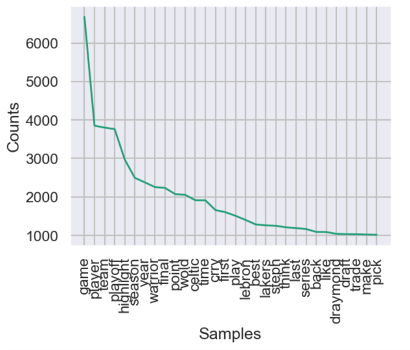 6000
5000
4000
3000
2000
1000
Counts
game
player
team
playoff
highlight
season
year
warrior
final
point
wold
celtic
time
cry
first
play
lebron
best
lakers
steph
think
last
series
back
like
draymond
draft
trade
make
pick
Samples